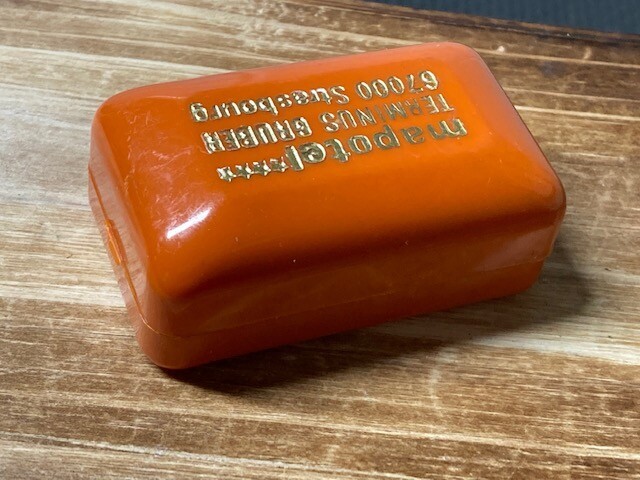 mapotel****
TERMINUS GRUBER
67000 Strasbourg